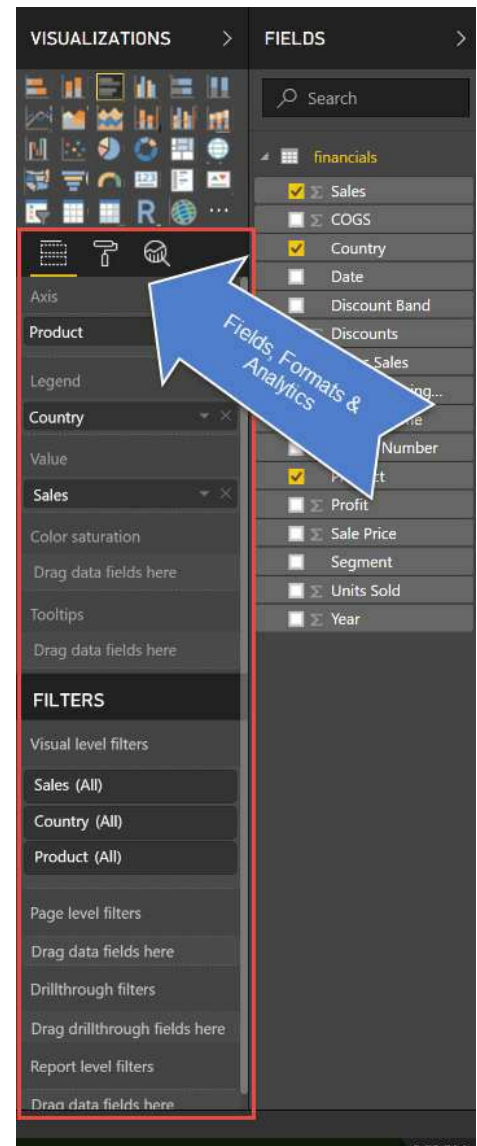 VISUALIZATIONS >
FIELDS >
Search
financials
Sales
COGS
Country
Date
Discount Band
Discounts
Sales
Number
Profit
Sale Price
Segment
Units Sold
Year
123
R
Axis
Product
Legend
Country
Value
Sales
Color saturation
Drag data fields here
Tooltips
Drag data fields here
Fields, Formats &
Analytics
FILTERS
Visual level filters
Sales (All)
Country (All)
Product (All)
Page level filters
Drag data fields here
Drillthrough filters
Drag drillthrough fields here
Report level filters
Drag data fields here